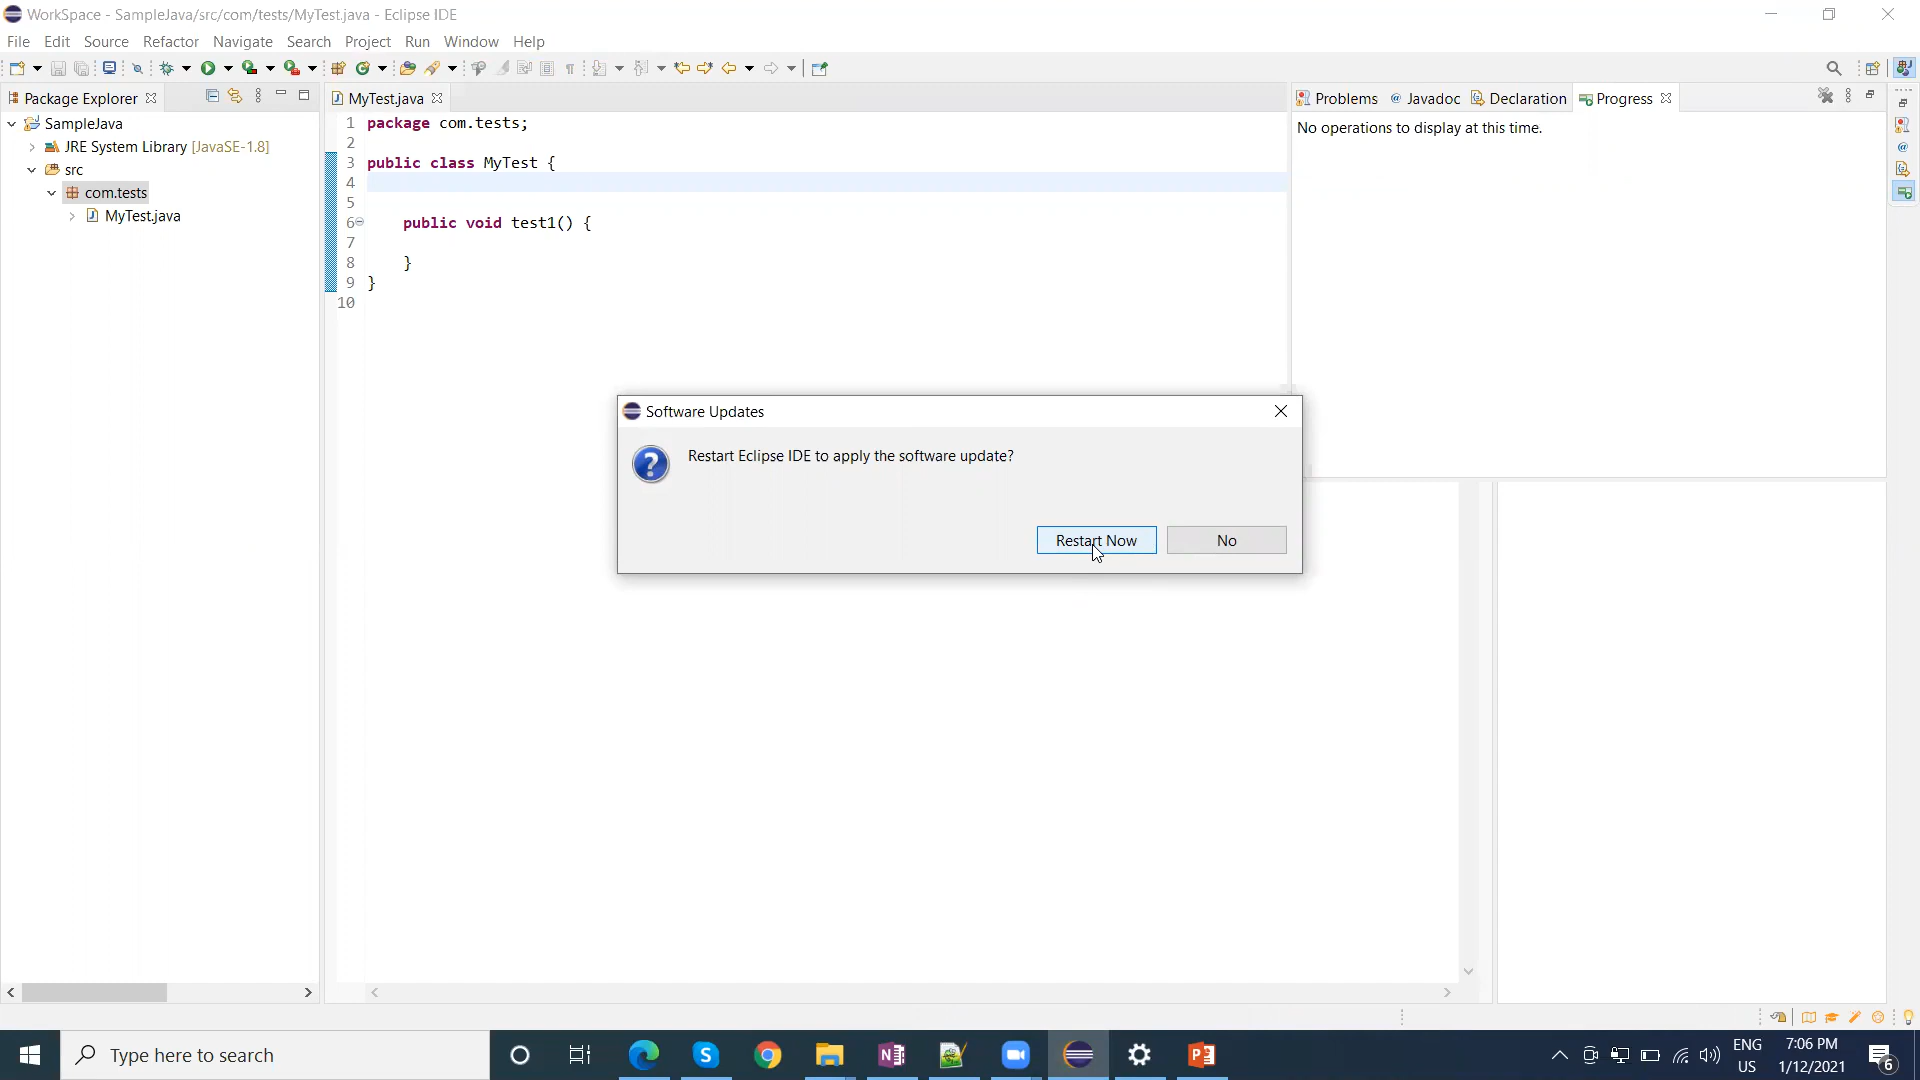 WorkSpace - SampleJava/src/com/tests/MyTest.java - Eclipse IDE
File Edit Source Refactor Navigate Search Project Run Window Help
Package Explorer
SampleJava
JRE System Library [JavaSE-1.8]
src
com.tests
MyTest.java
MyTest.java
1 package com.tests;
2
3 public class MyTest {
4
5
6 public void test1() {
7
8 }
9 }
10
Problems @ Javadoc Declaration Progress
No operations to display at this time.
Software Updates
Restart Eclipse IDE to apply the software update?
Restart Now No
Type here to search
ENG
US
7:06 PM
1/12/2021
6